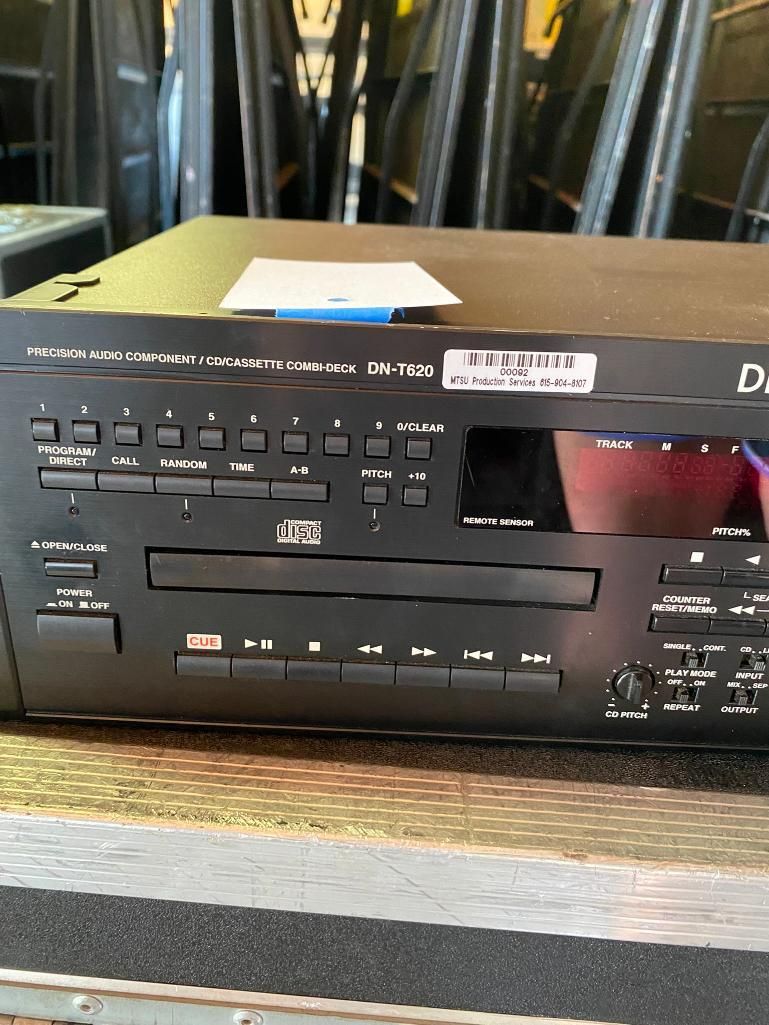 PRECISION AUDIO COMPONENT / CD/CASSETTE COMBI-DECK DN-T620
00092
MTSU Production Services 615-904-8107
1 2 3 4 5 6 7 8 9 0/CLEAR
PROGRAM/
DIRECT CALL RANDOM TIME A-B PITCH +10
TRACK M S F
REMOTE SENSOR
PITCH%
COMPACT
disc
DIGITAL AUDIO
OPEN/CLOSE
POWER
ON OFF
CUE
COUNTER
RESET/MEMO
SINGLE CONT.
PLAY MODE
INPUT
OFF ON
REPEAT
MIX SEP
OUTPUT
- +
CD PITCH